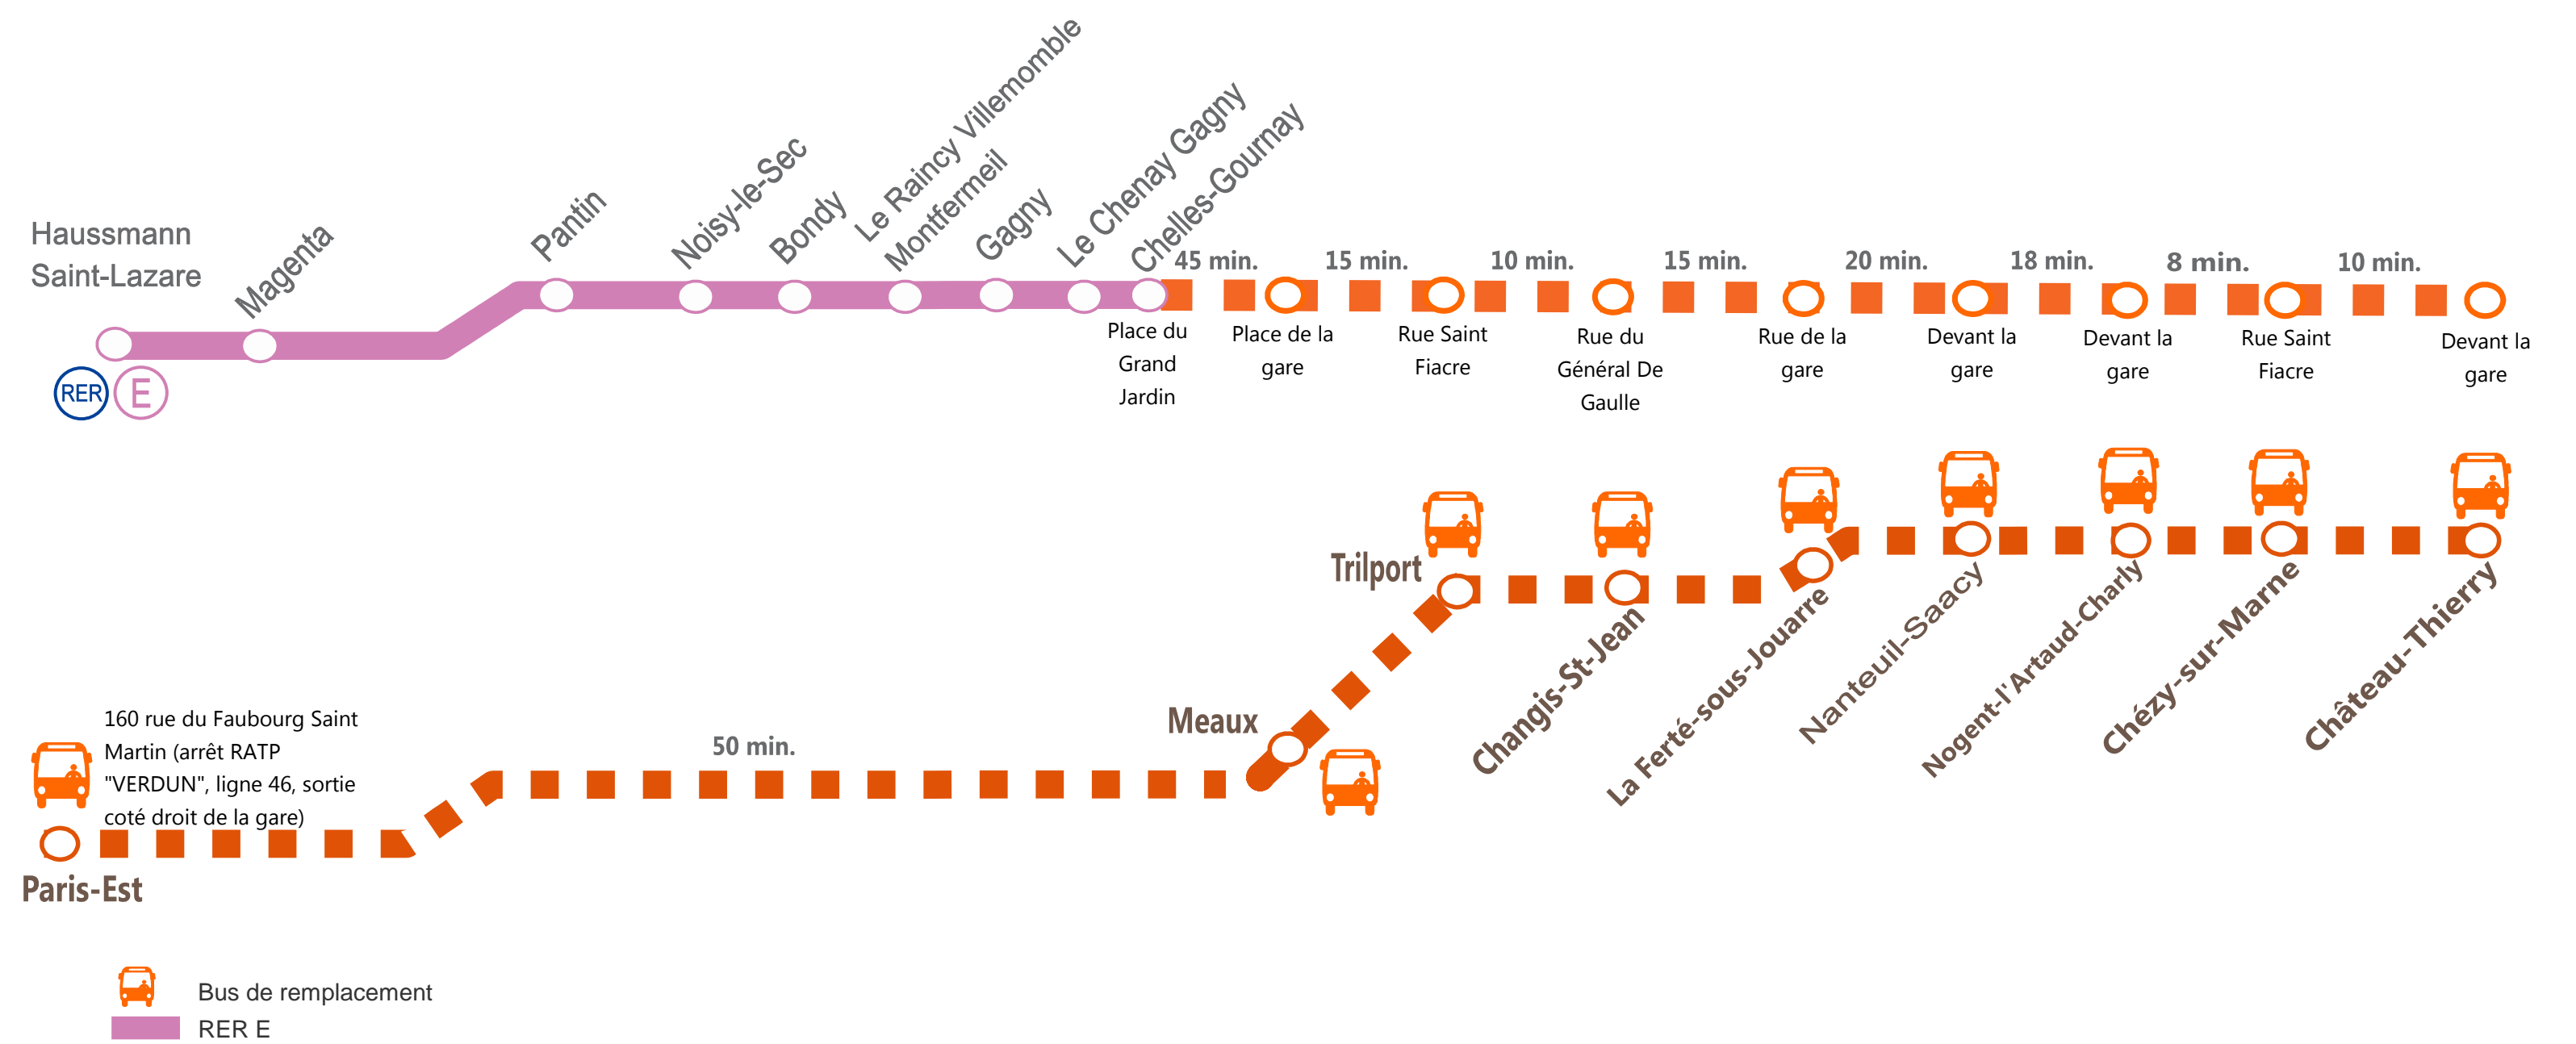 Haussmann
Saint-Lazare
Magenta
Pantin
Noisy-le-Sec
Bondy
Le Raincy Villemomble
Montfermeil
Gagny
Le Chenay Gagny
Chelles-Gournay
RER
E
45 min.
15 min.
10 min.
15 min.
20 min.
18 min.
8 min.
10 min.
Place du
Grand
Jardin
Place de la
gare
Rue Saint
Fiacre
Rue du
Général De
Gaulle
Rue de la
gare
Devant la
gare
Devant la
gare
Rue Saint
Fiacre
Devant la
gare
Trilport
Meaux
Changis-St-Jean
La Ferté-sous-Jouarre
Nanteuil-Saacy
Nogent-l'Artaud-Charly
Chézy-sur-Marne
Château-Thierry
160 rue du Faubourg Saint
Martin (arrêt RATP
"VERDUN", ligne 46, sortie
coté droit de la gare)
50 min.
Paris-Est
Bus de remplacement
RER E